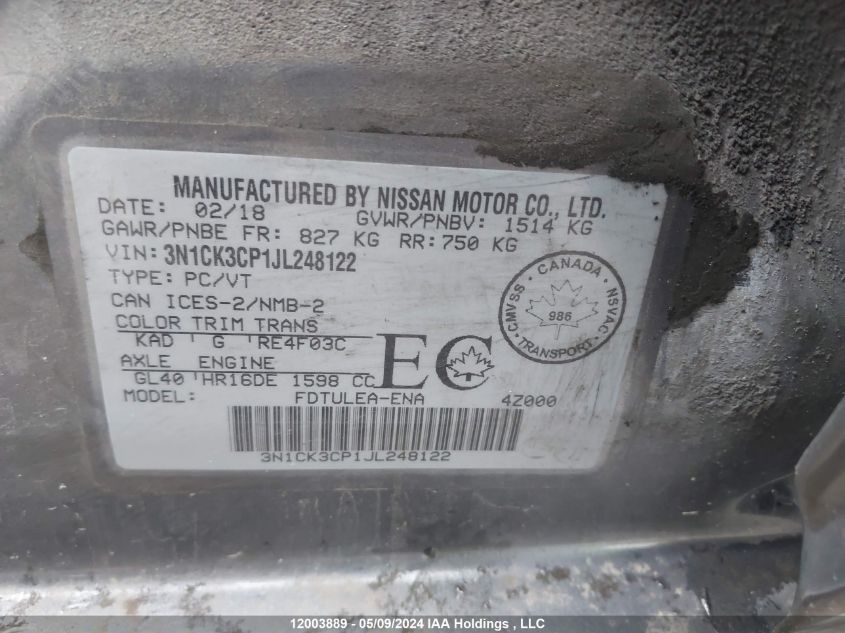 MANUFACTURED BY NISSAN MOTOR CO., LTD.
DATE: 02/18 GVWR/PNBV: 1514 KG
GAWR/PNBE FR: 827 KG RR: 750 KG
VIN: 3N1CK3CP1JL248122
TYPE: PC/VT
CAN ICES-2/NMB-2
COLOR TRIM TRANS
KAD G RE4F03C
AXLE ENGINE
GL40 HR16DE 1598 CC
EC
MODEL: FDTULEA-ENA 4Z000
3N1CK3CP1JL248122
CANADA
CMVSS NSVAC
986
TRANSPORT
12003889 - 05/09/2024 IAA Holdings , LLC